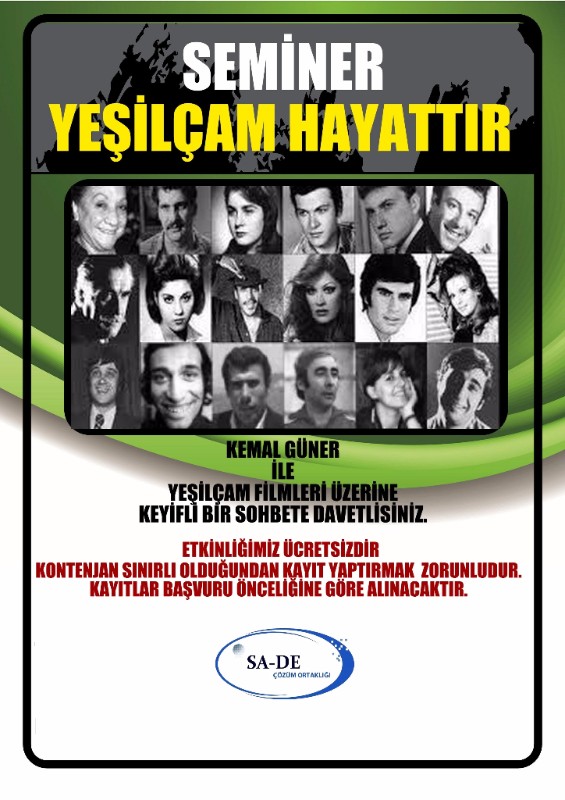 SEMİNER
YEŞİLÇAM HAYATTIR
KEMAL GÜNER
İLE
YEŞİLÇAM FİLMLERİ ÜZERİNE
KEYİFLİ BİR SOHBETE DAVETLİSİNİZ.
ETKİNLİĞİMİZ ÜCRETSİZDİR
KONTENJAN SINIRLI OLDUĞUNDAN KAYIT YAPTIRMAK ZORUNLUDUR.
KAYITLAR BAŞVURU ÖNCELİĞİNE GÖRE ALINACAKTIR.
SA-DE
ÇÖZÜM ORTAKLIĞI